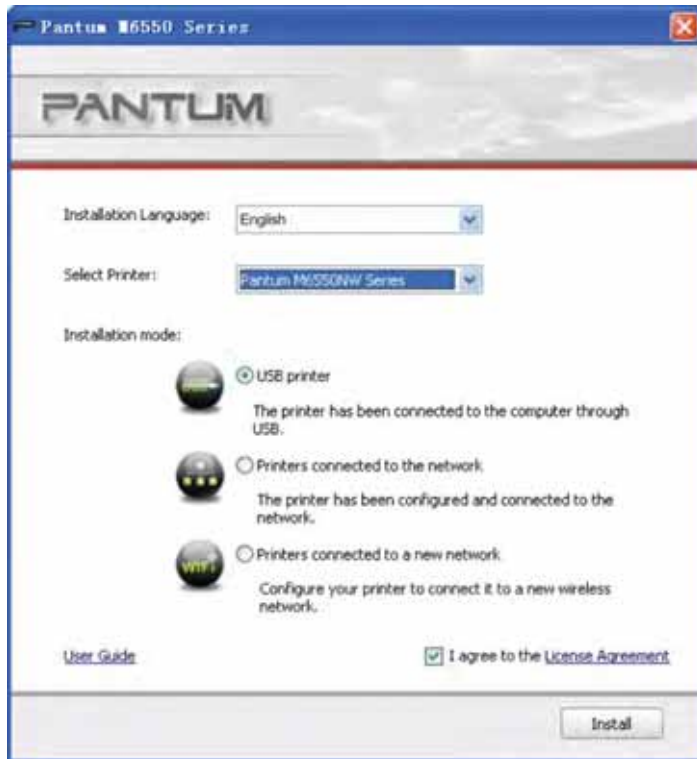 Pantum M6550 Series
PANTUM
Installation Language:
English
Select Printer:
Pantum M6550NW Series
Installation mode:
USB printer
The printer has been connected to the computer through
USB.
Printers connected to the network
The printer has been configured and connected to the
network.
WiFi
Printers connected to a new network
Configure your printer to connect it to a new wireless
network.
User Guide
I agree to the License Agreement
Install